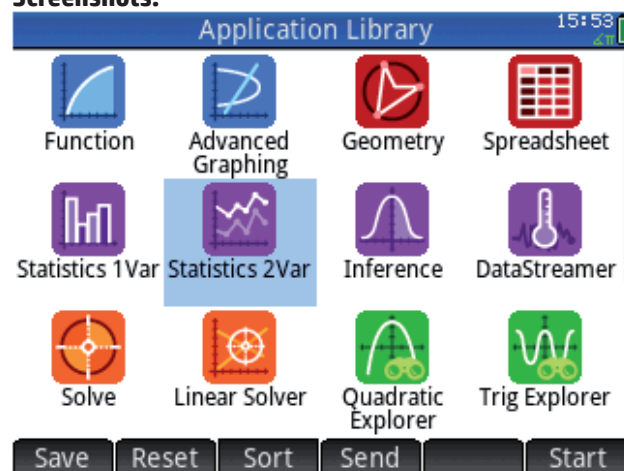 Screenshots:
Application Library
15:53
∡π
Function
Advanced
Graphing
Geometry
Spreadsheet
Statistics 1Var
Statistics 2Var
Inference
DataStreamer
Solve
Linear Solver
Quadratic
Explorer
Trig Explorer
Save
Reset
Sort
Send
Start